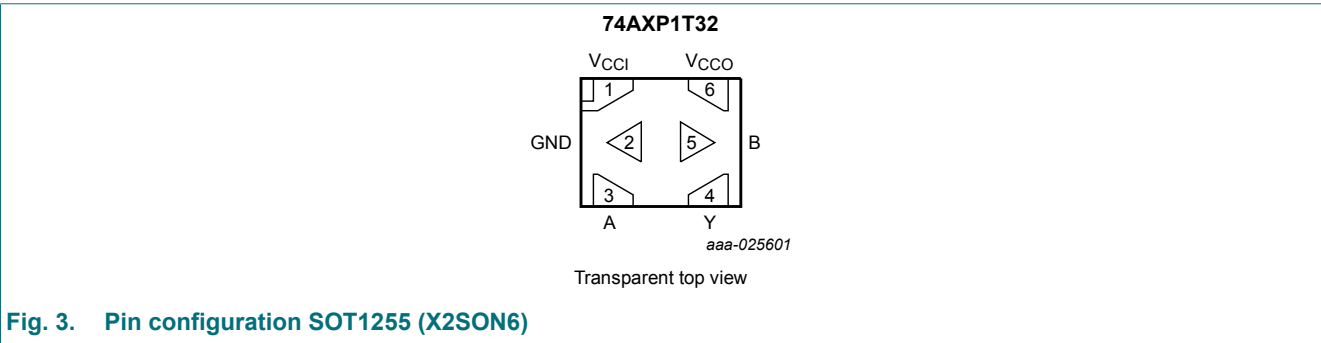 74AXP1T32
VCCI VCCO
1 6
GND 2 5 B
3 4
A Y
aaa-025601
Transparent top view
Fig. 3. Pin configuration SOT1255 (X2SON6)